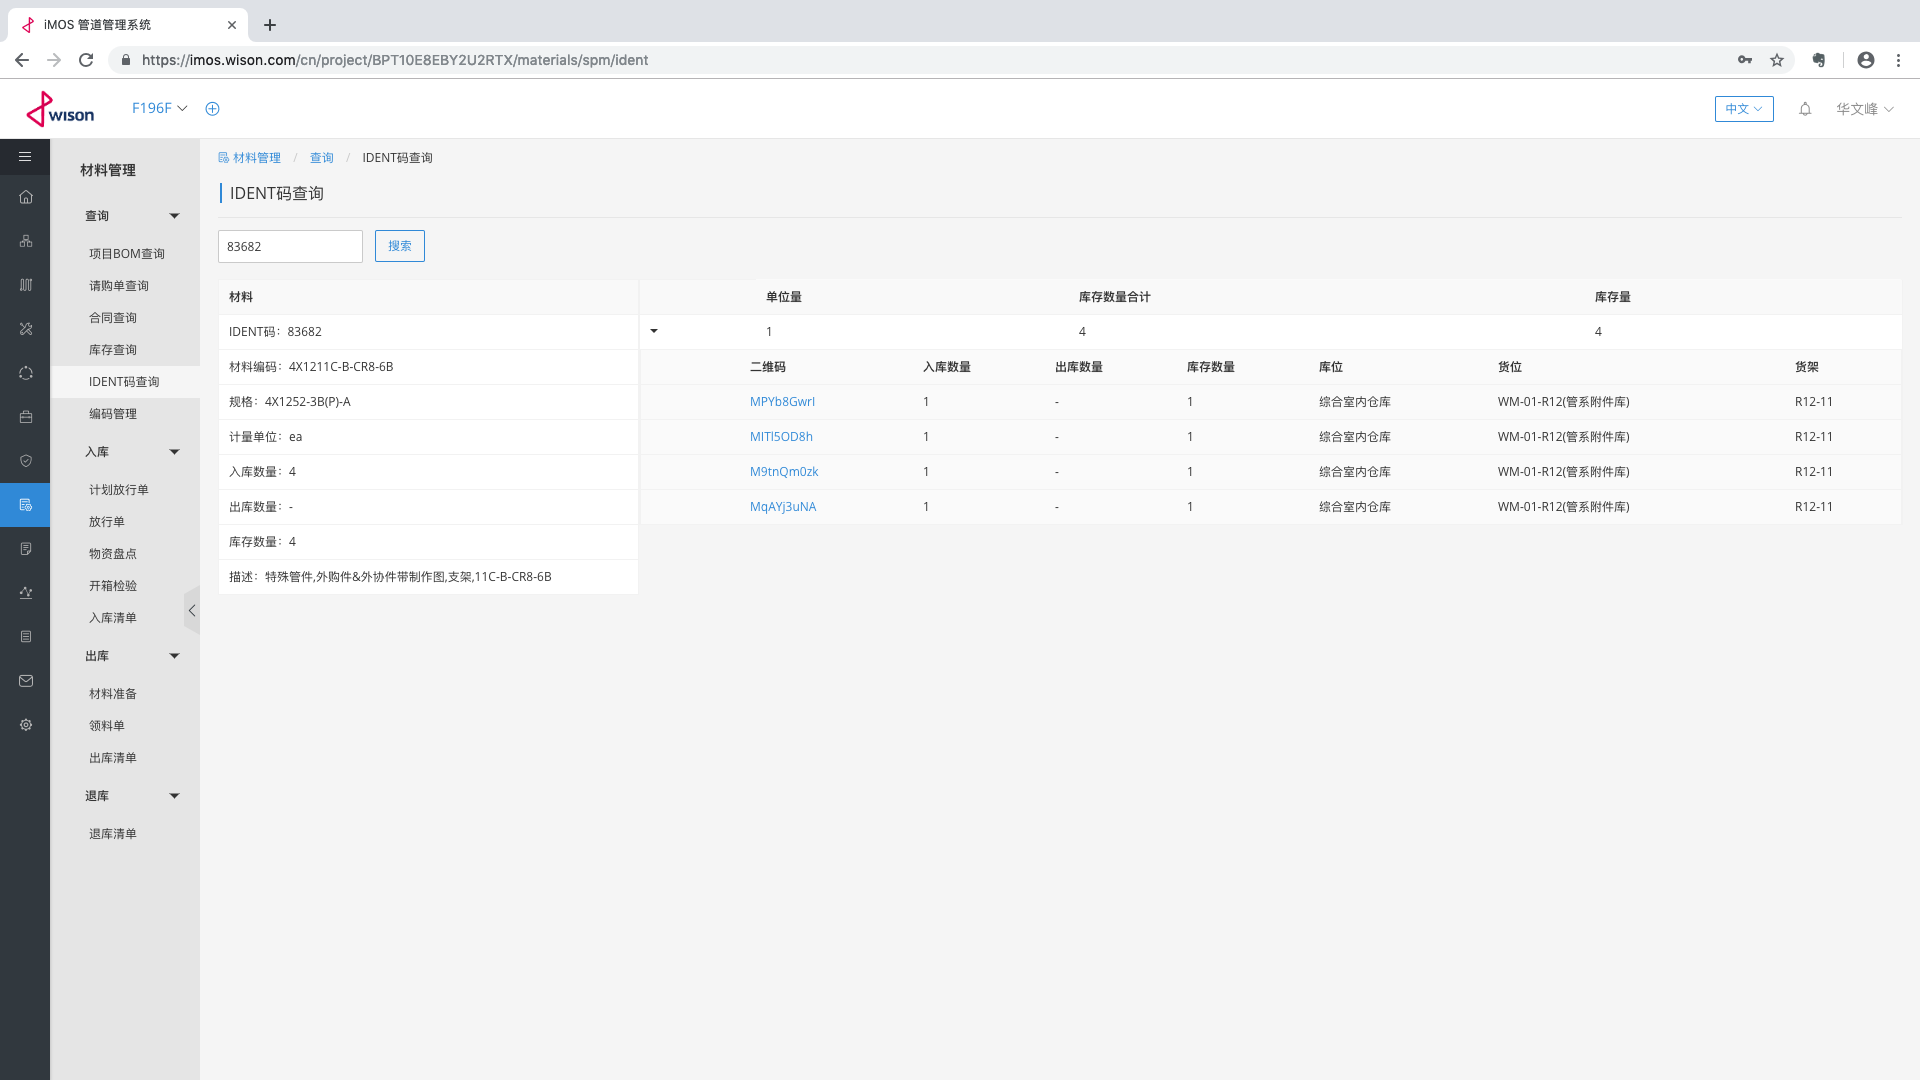 iMOS 管道管理系统
https://imos.wison.com/cn/project/BPT10E8EBY2U2RTX/materials/spm/ident
wison
F196F
中文
华文峰
材料管理
查询
项目BOM查询
请购单查询
合同查询
库存查询
IDENT码查询
编码管理
入库
计划放行单
放行单
物资盘点
开箱检验
入库清单
出库
材料准备
领料单
出库清单
退库
退库清单
材料管理 / 查询 / IDENT码查询
IDENT码查询
83682 搜索
材料
IDENT码：83682
材料编码：4X1211C-B-CR8-6B
规格：4X1252-3B(P)-A
计量单位：ea
入库数量：4
出库数量：-
库存数量：4
描述：特殊管件,外购件&外协件带制作图,支架,11C-B-CR8-6B
单位量 库存数量合计 库存量
1 4 4
二维码 入库数量 出库数量 库存数量 库位 货位 货架
MPYb8GwrI 1 - 1 综合室内仓库 WM-01-R12(管系附件库) R12-11
MITl5OD8h 1 - 1 综合室内仓库 WM-01-R12(管系附件库) R12-11
M9tnQm0zk 1 - 1 综合室内仓库 WM-01-R12(管系附件库) R12-11
MqAYj3uNA 1 - 1 综合室内仓库 WM-01-R12(管系附件库) R12-11